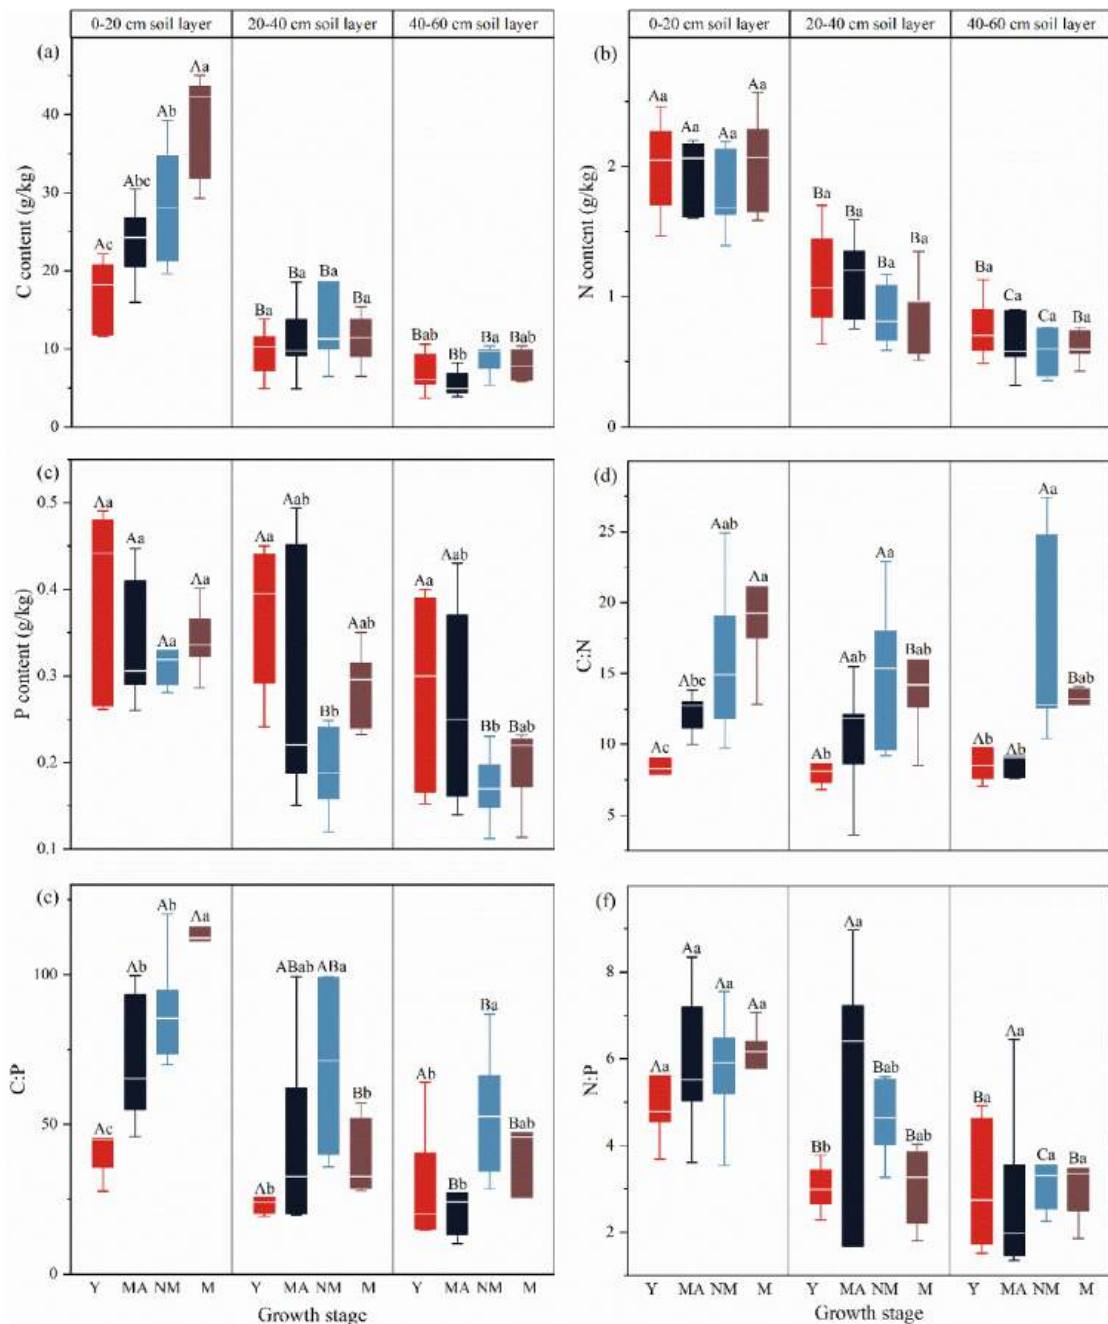 0-20 cm soil layer 20-40 cm soil layer 40-60 cm soil layer
0-20 cm soil layer 20-40 cm soil layer 40-60 cm soil layer
(a)
C content (g/kg)
40
30
20
10
0
Ac Abc Ab Aa
Ba Ba Ba Ba
Bab Bb Ba Bab
(b)
N content (g/kg)
2
1
0
Aa Aa Aa Aa
Ba Ba Ba Ba
Ba Ca Ca Ba
(c)
P content (g/kg)
0.5
0.4
0.3
0.2
0.1
Aa Aa Aa Aa
Aa Aab Bb Aab
Aa Aab Bb Bab
(d)
C:N
25
20
15
10
5
Ac Abc Aab Aa
Ab Aab Aa Bab
Ab Ab Aa Bab
(e)
C:P
100
50
0
Ac Ab Ab Aa
Ab ABab ABa Bb
Ab Bb Ba Bab
Y MA NM M Y MA NM M Y MA NM M
Growth stage
(f)
N:P
8
6
4
2
Aa Aa Aa Aa
Bb Aa Bab Bab
Ba Aa Ca Ba
Y MA NM M Y MA NM M Y MA NM M
Growth stage